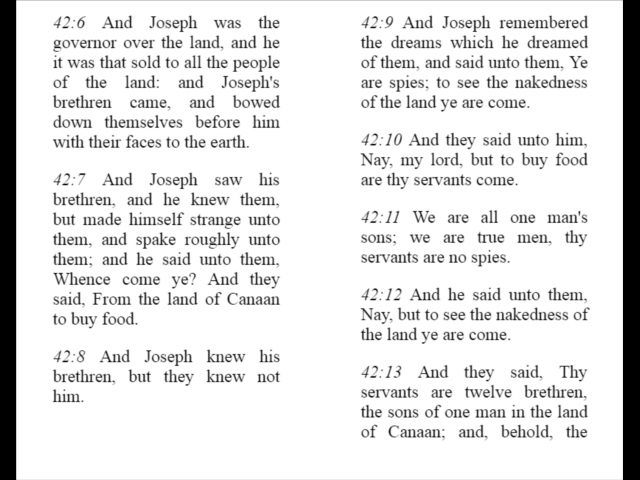 42:6 And Joseph was the
governor over the land, and he
it was that sold to all the people
of the land: and Joseph's
brethren came, and bowed
down themselves before him
with their faces to the earth.
42:7 And Joseph saw his
brethren, and he knew them,
but made himself strange unto
them, and spake roughly unto
them; and he said unto them,
Whence come ye? And they
said, From the land of Canaan
to buy food.
42:8 And Joseph knew his
brethren, but they knew not
him.
42:9 And Joseph remembered
the dreams which he dreamed
of them, and said unto them, Ye
are spies; to see the nakedness
of the land ye are come.
42:10 And they said unto him,
Nay, my lord, but to buy food
are thy servants come.
42:11 We are all one man's
sons; we are true men, thy
servants are no spies.
42:12 And he said unto them,
Nay, but to see the nakedness of
the land ye are come.
42:13 And they said, Thy
servants are twelve brethren,
the sons of one man in the land
of Canaan; and, behold, the